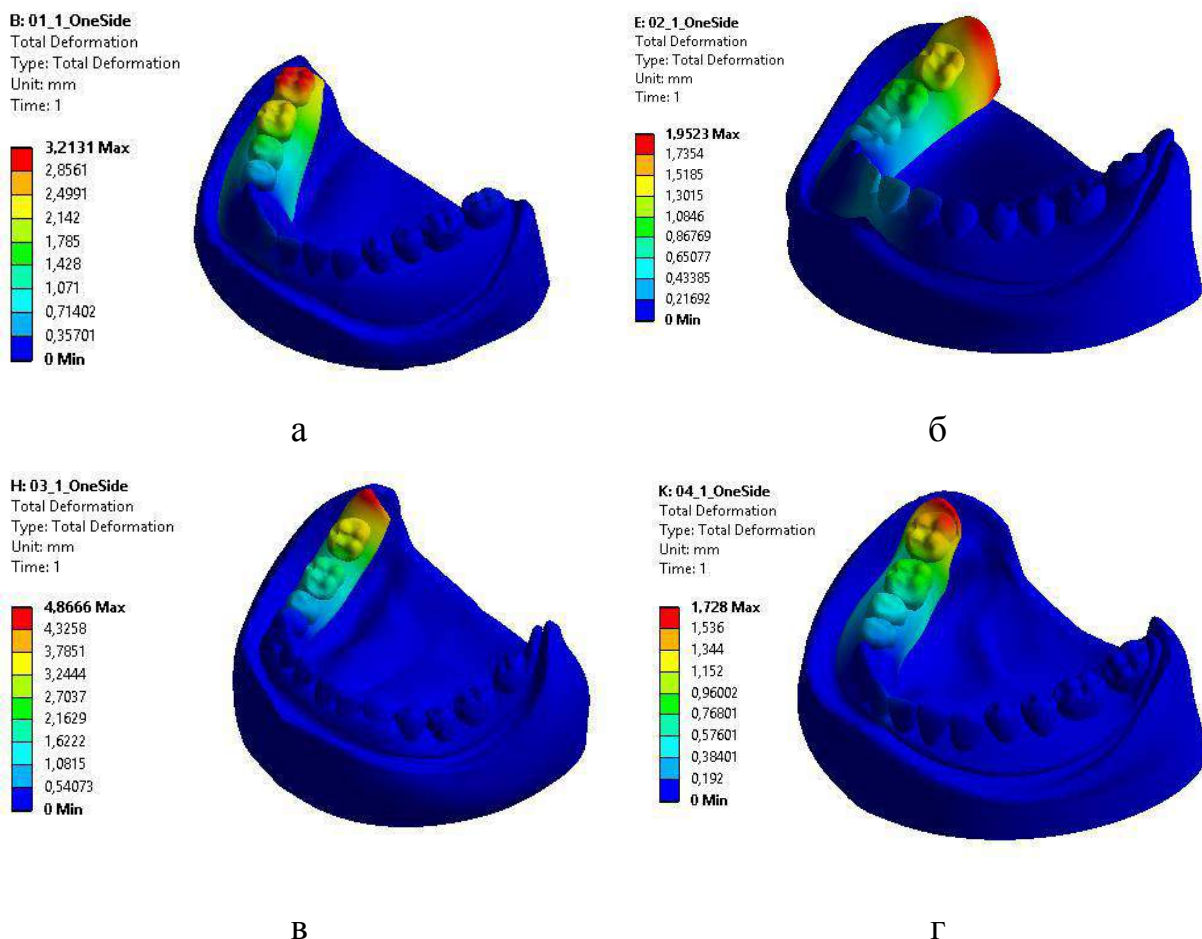 B: 01_1_OneSide
Total Deformation
Type: Total Deformation
Unit: mm
Time: 1
3,2131 Max
2,8561
2,4991
2,142
1,785
1,428
1,071
0,71402
0,35701
0 Min
а
E: 02_1_OneSide
Total Deformation
Type: Total Deformation
Unit: mm
Time: 1
1,9523 Max
1,7354
1,5185
1,3015
1,0846
0,86769
0,65077
0,43385
0,21692
0 Min
б
H: 03_1_OneSide
Total Deformation
Type: Total Deformation
Unit: mm
Time: 1
4,8666 Max
4,3258
3,7851
3,2444
2,7037
2,1629
1,6222
1,0815
0,54073
0 Min
в
K: 04_1_OneSide
Total Deformation
Type: Total Deformation
Unit: mm
Time: 1
1,728 Max
1,536
1,344
1,152
0,96002
0,76801
0,57601
0,38401
0,192
0 Min
г